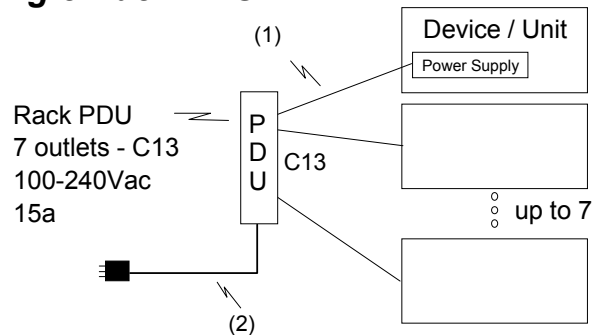 (1)
Device / Unit
Power Supply
Rack PDU
7 outlets - C13
100-240Vac
15a
P
D
U
C13
up to 7
(2)